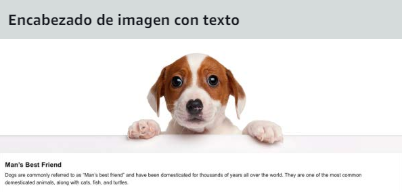 Encabezado de imagen con texto
Man's Best Friend
Dogs are commonly referred to as "Man's best friend" and have been domesticated for thousands of years all over the world. They are one of the most common
domesticated animals, along with cats, fish, and turtles.